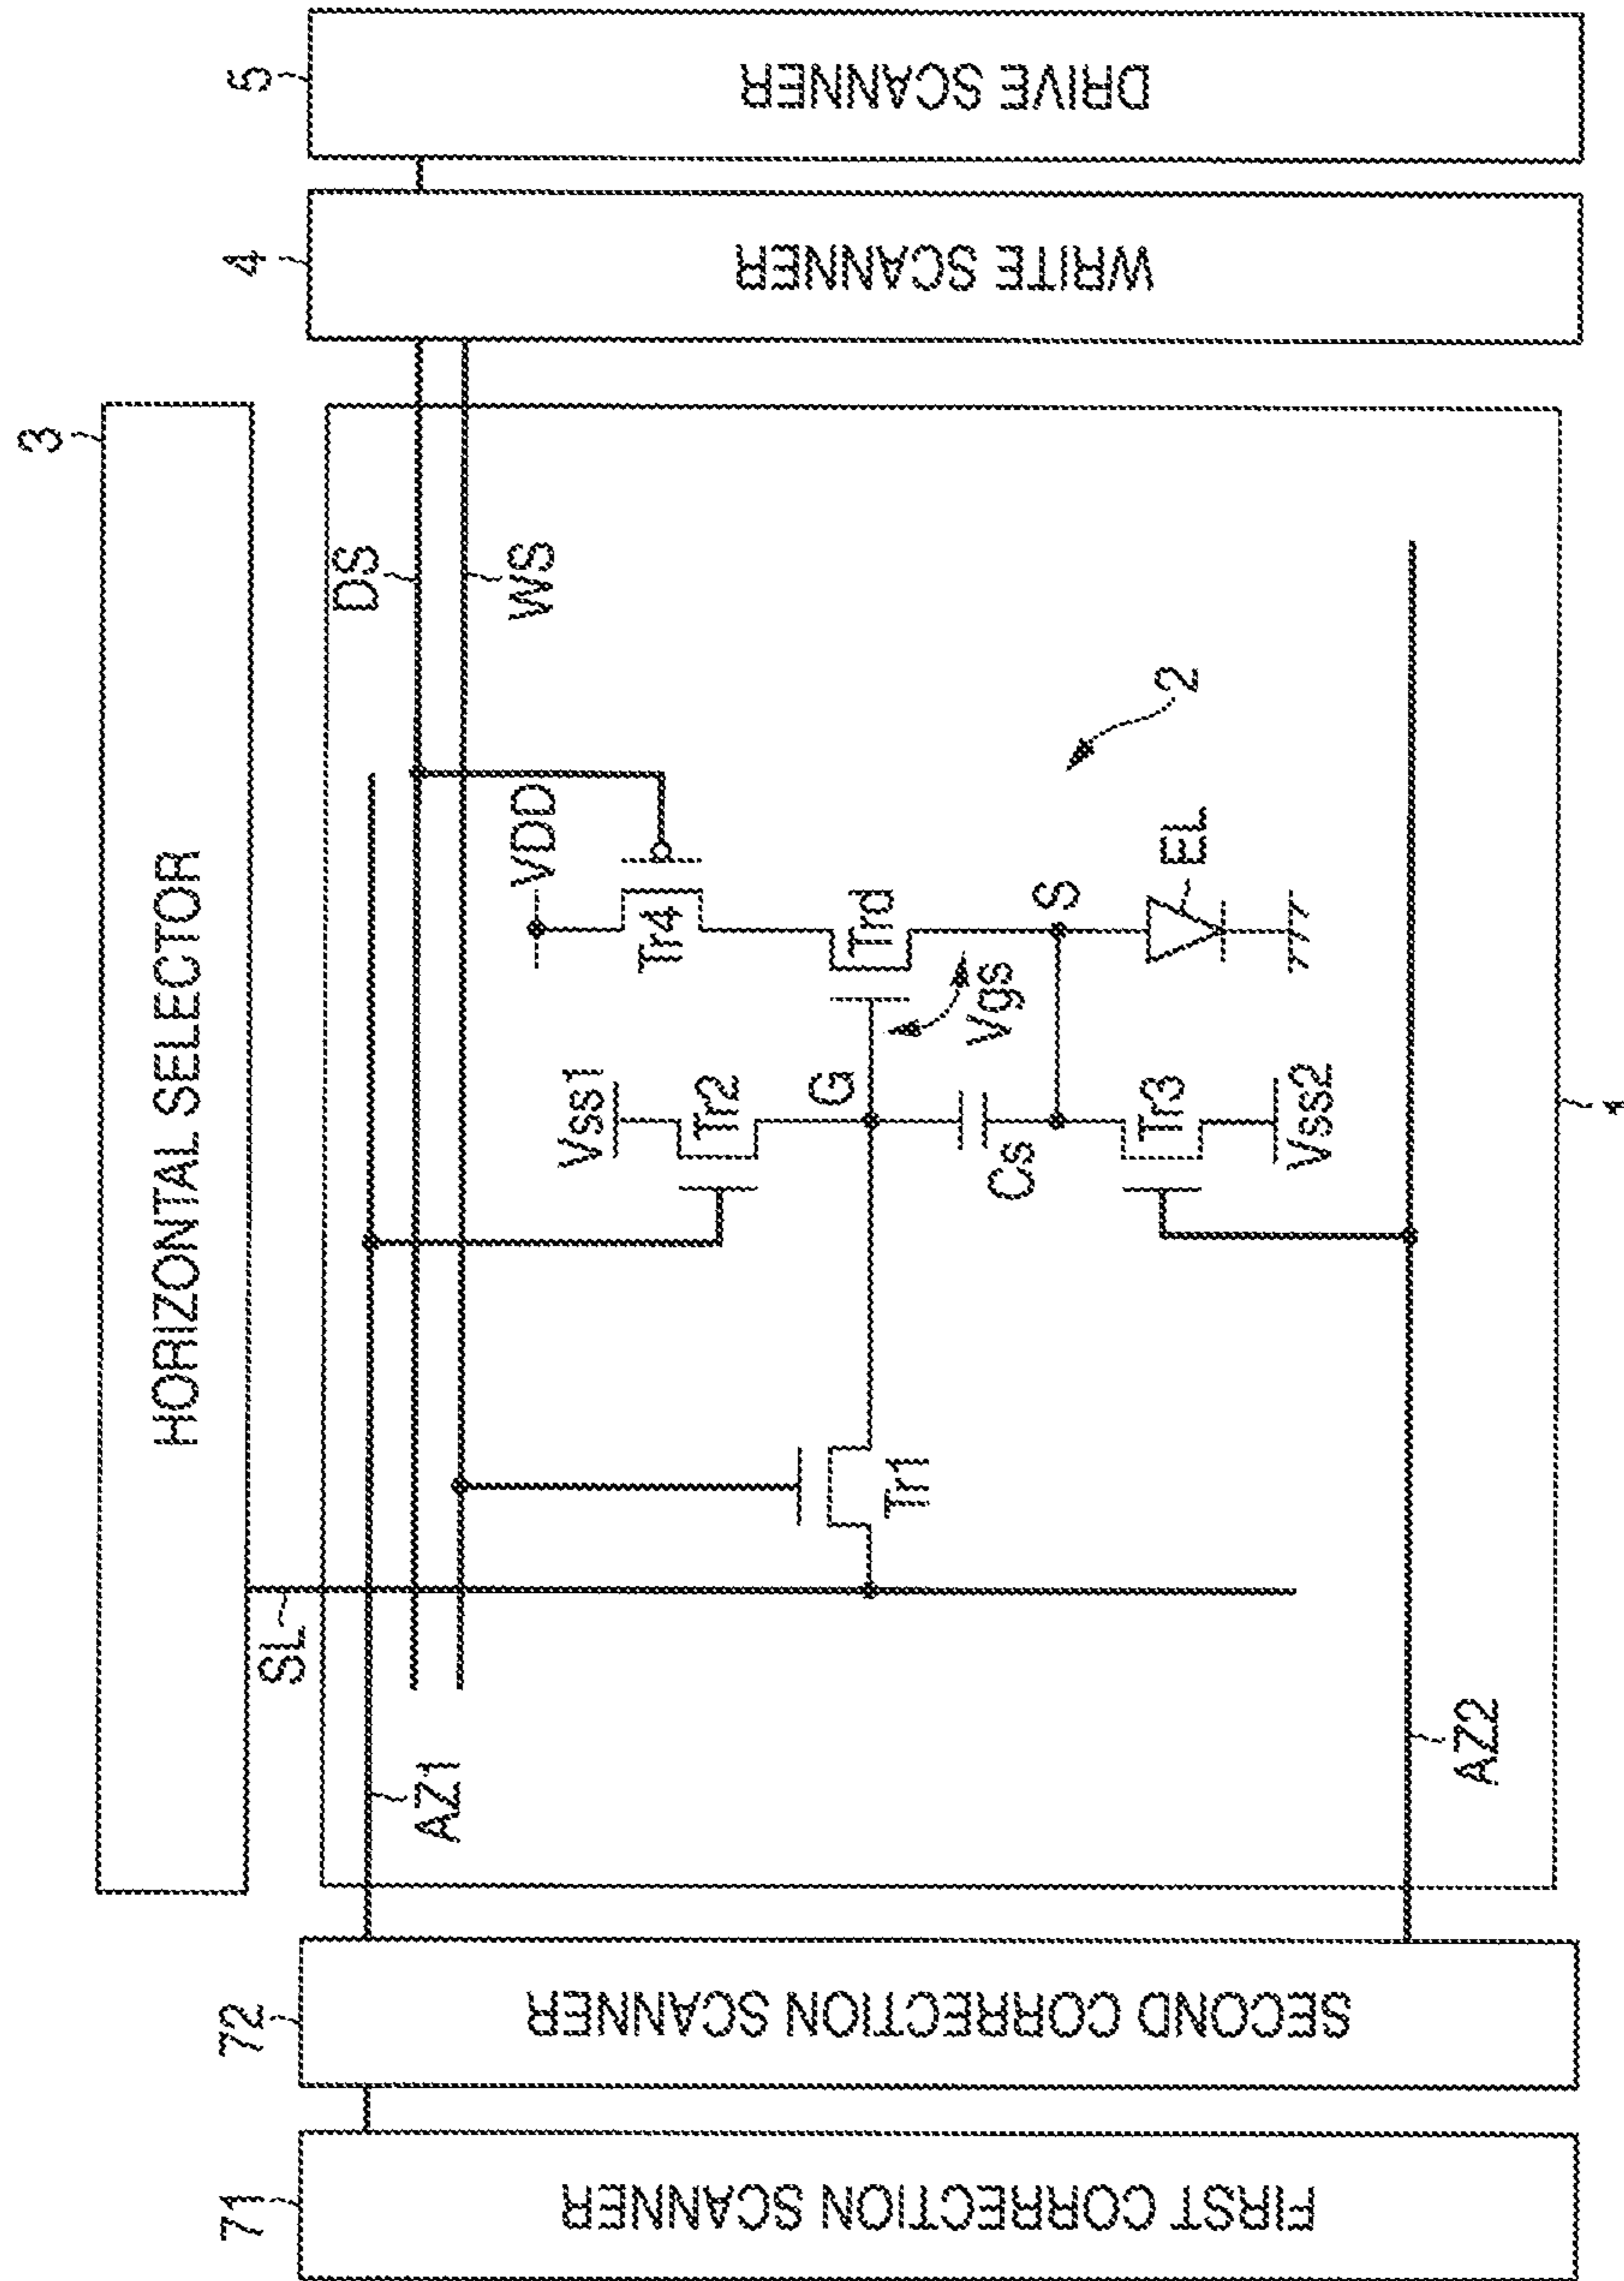 3
HORIZONTAL SELECTOR
71
FIRST CORRECTION SCANNER
72
SECOND CORRECTION SCANNER
SL
AZ1
DS
WS
4
WRITE SCANNER
5
DRIVE SCANNER
VDD
Vss1
Tr2
Tr4
G
Trd
Tr1
Vgs
Cs
S
2
Tr3
EL
Vss2
AZ2
1